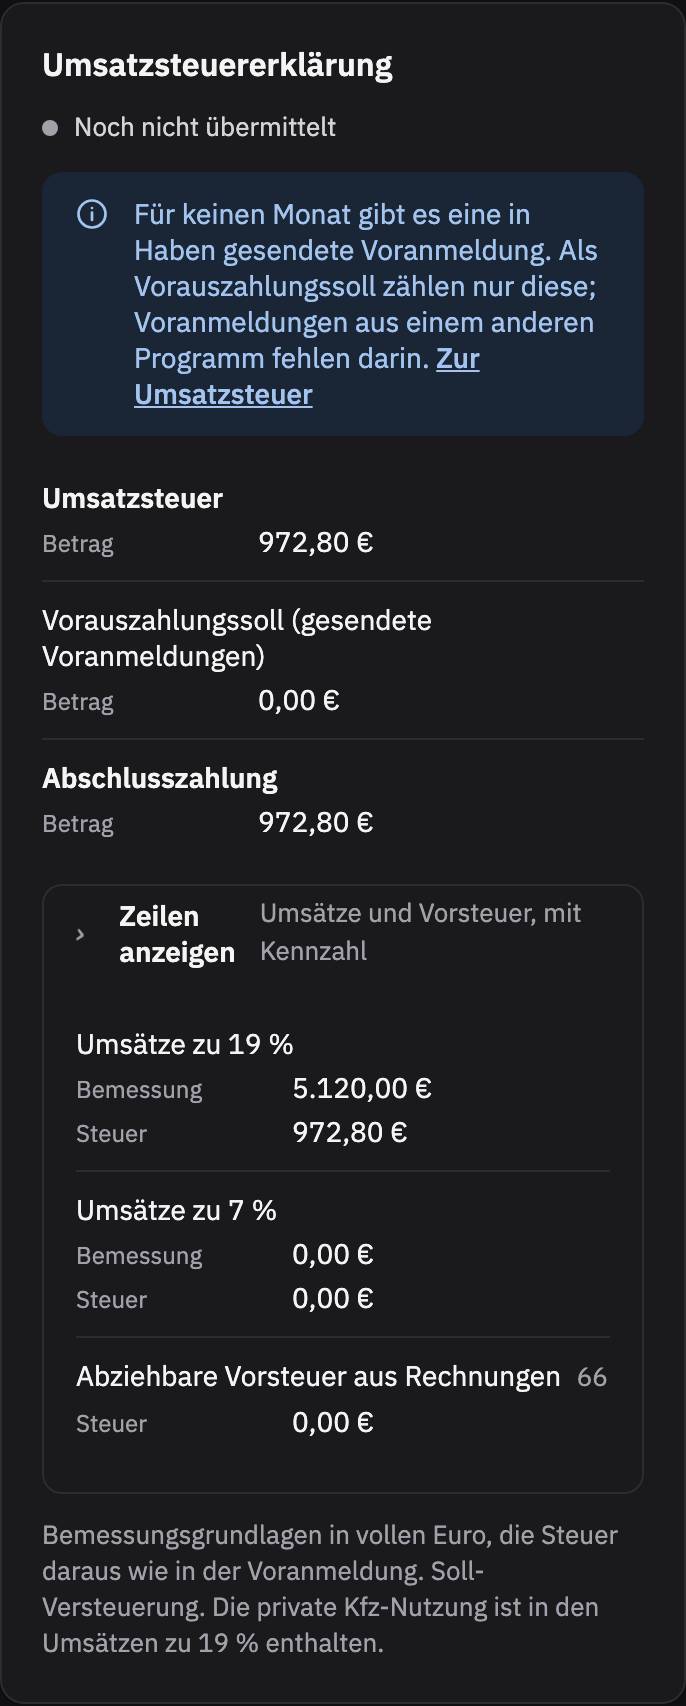 Umsatzsteuererklärung
Noch nicht übermittelt
Für keinen Monat gibt es eine in
Haben gesendete Voranmeldung. Als
Vorauszahlungssoll zählen nur diese;
Voranmeldungen aus einem anderen
Programm fehlen darin. Zur
Umsatzsteuer
Umsatzsteuer
Betrag 972,80 €
Vorauszahlungssoll (gesendete
Voranmeldungen)
Betrag 0,00 €
Abschlusszahlung
Betrag 972,80 €
Zeilen anzeigen
Umsätze und Vorsteuer, mit
Kennzahl
Umsätze zu 19 %
Bemessung 5.120,00 €
Steuer 972,80 €
Umsätze zu 7 %
Bemessung 0,00 €
Steuer 0,00 €
Abziehbare Vorsteuer aus Rechnungen 66
Steuer 0,00 €
Bemessungsgrundlagen in vollen Euro, die Steuer
daraus wie in der Voranmeldung. Soll-
Versteuerung. Die private Kfz-Nutzung ist in den
Umsätzen zu 19 % enthalten.